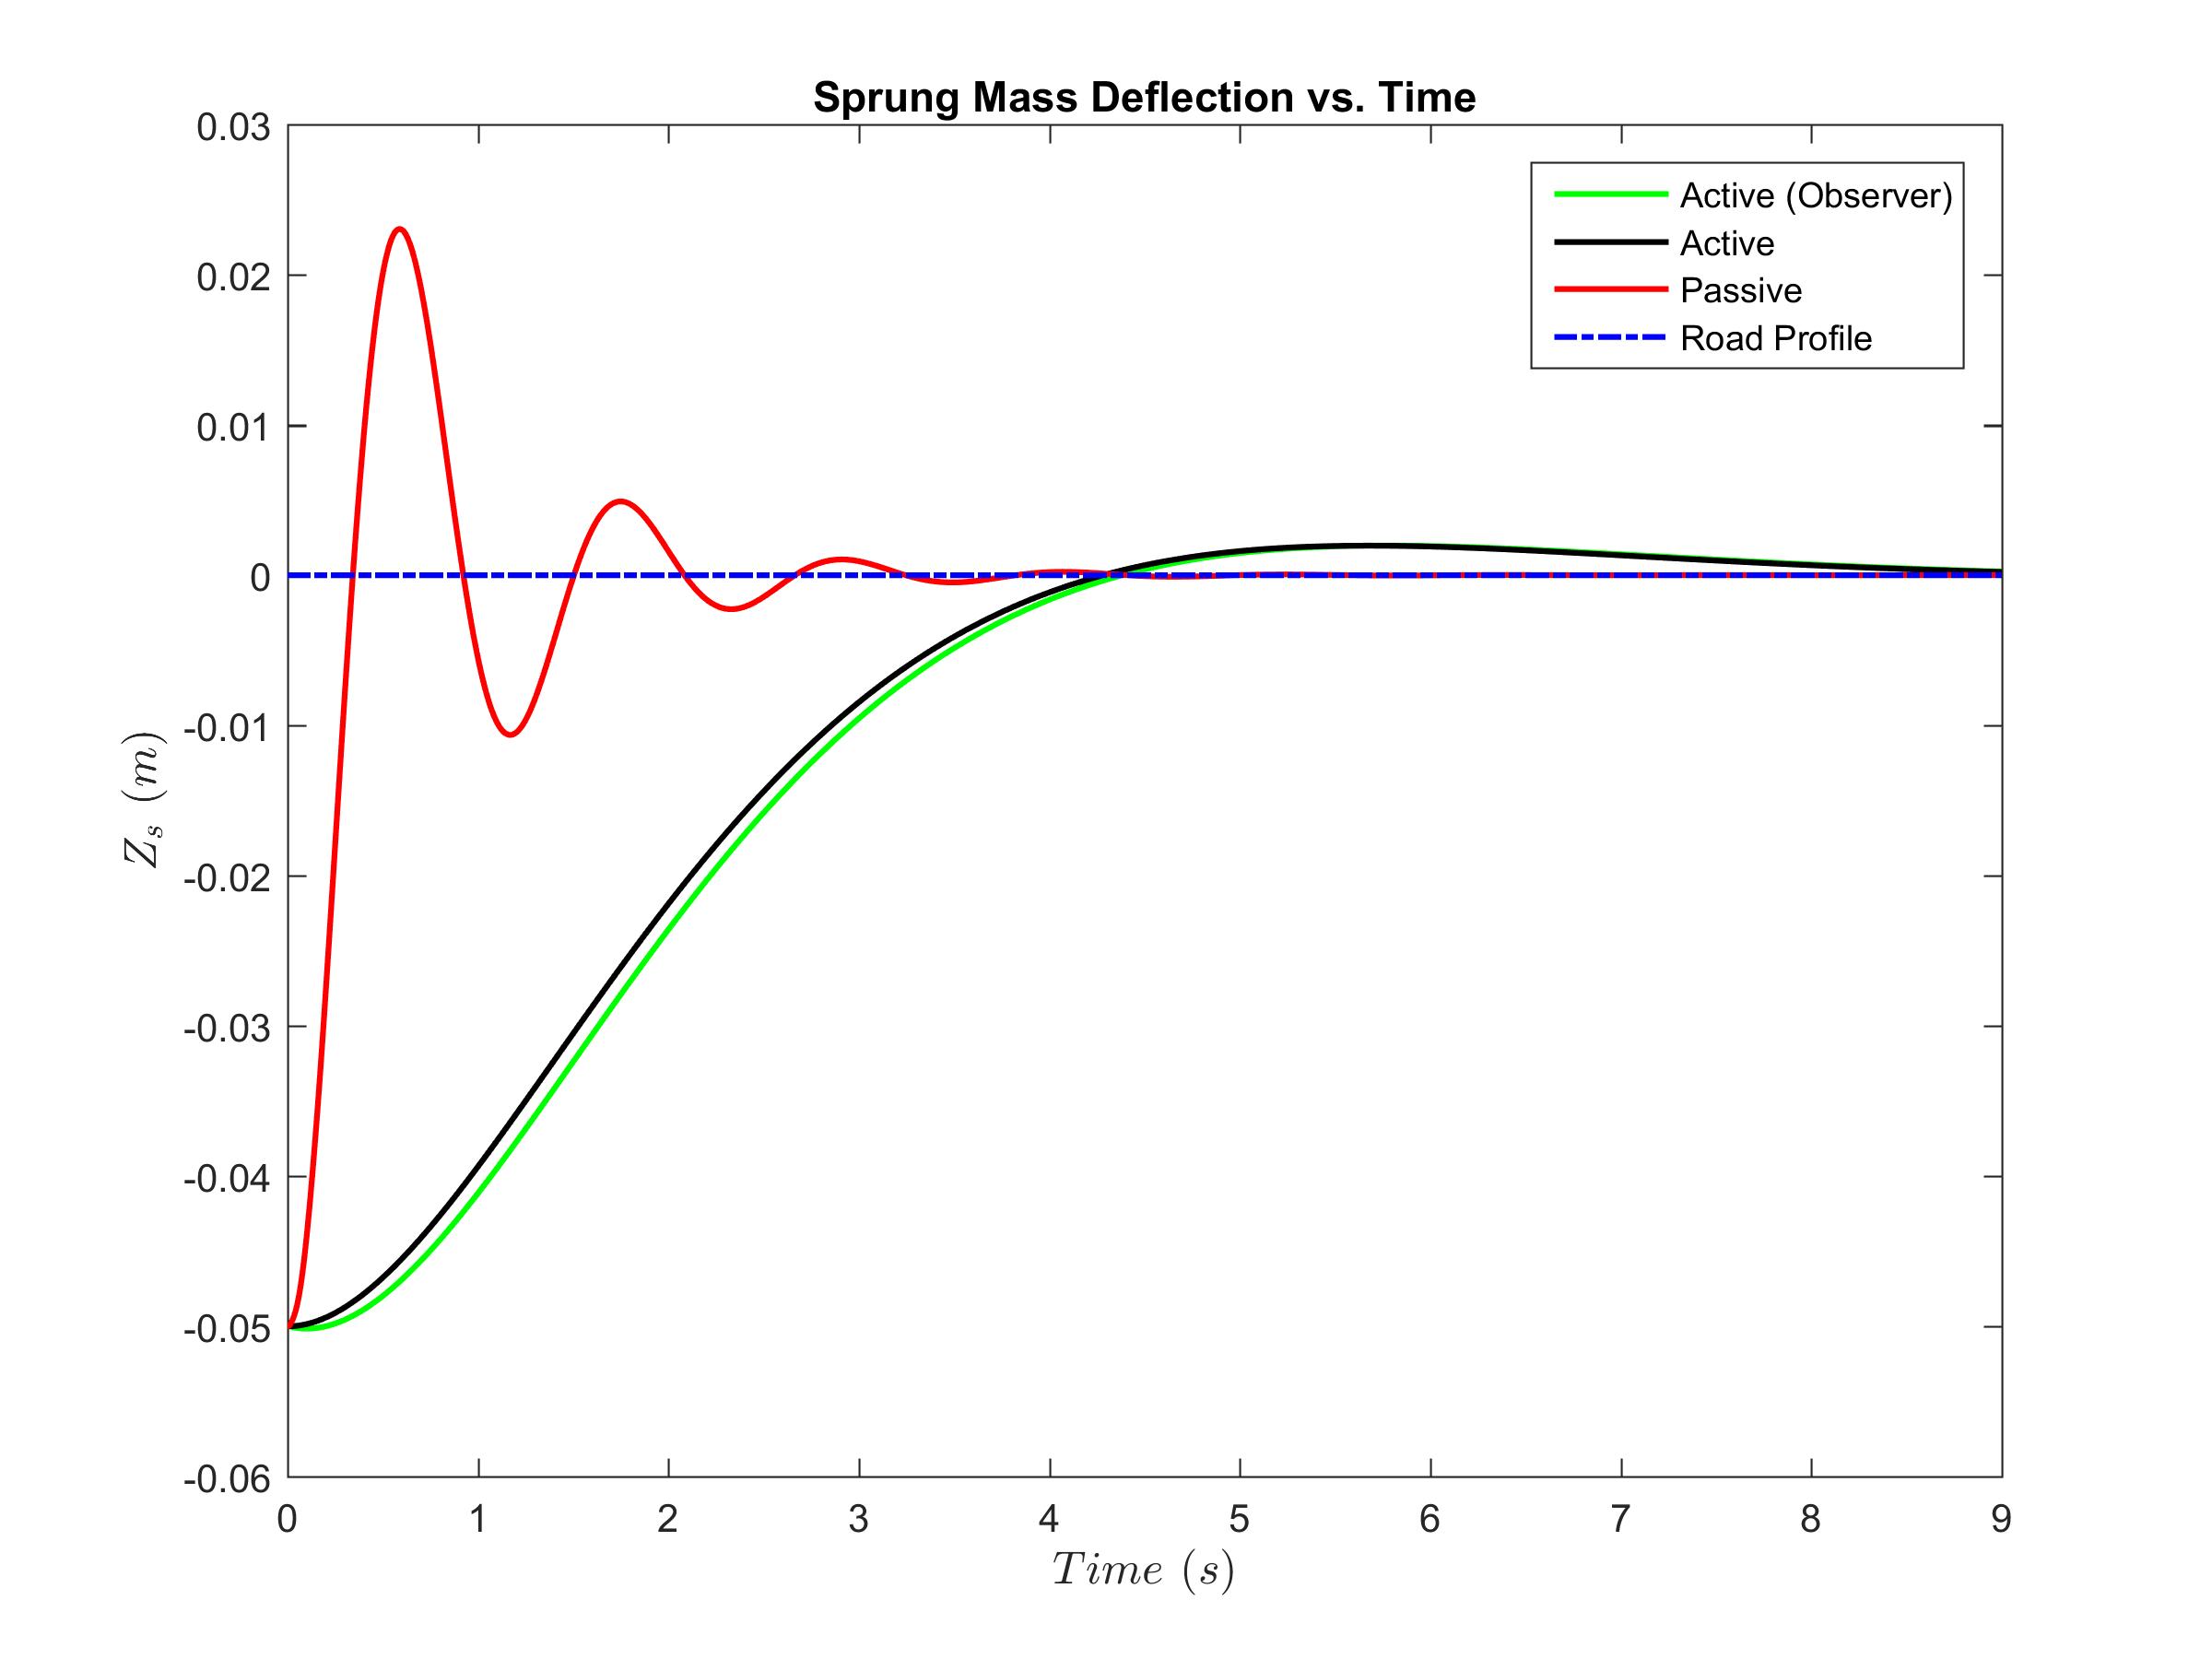 Sprung Mass Deflection vs. Time
Active (Observer)
Active
Passive
Road Profile
0.03
0.02
0.01
0
-0.01
-0.02
-0.03
-0.04
-0.05
-0.06
Z_s (m)
0 1 2 3 4 5 6 7 8 9
Time (s)